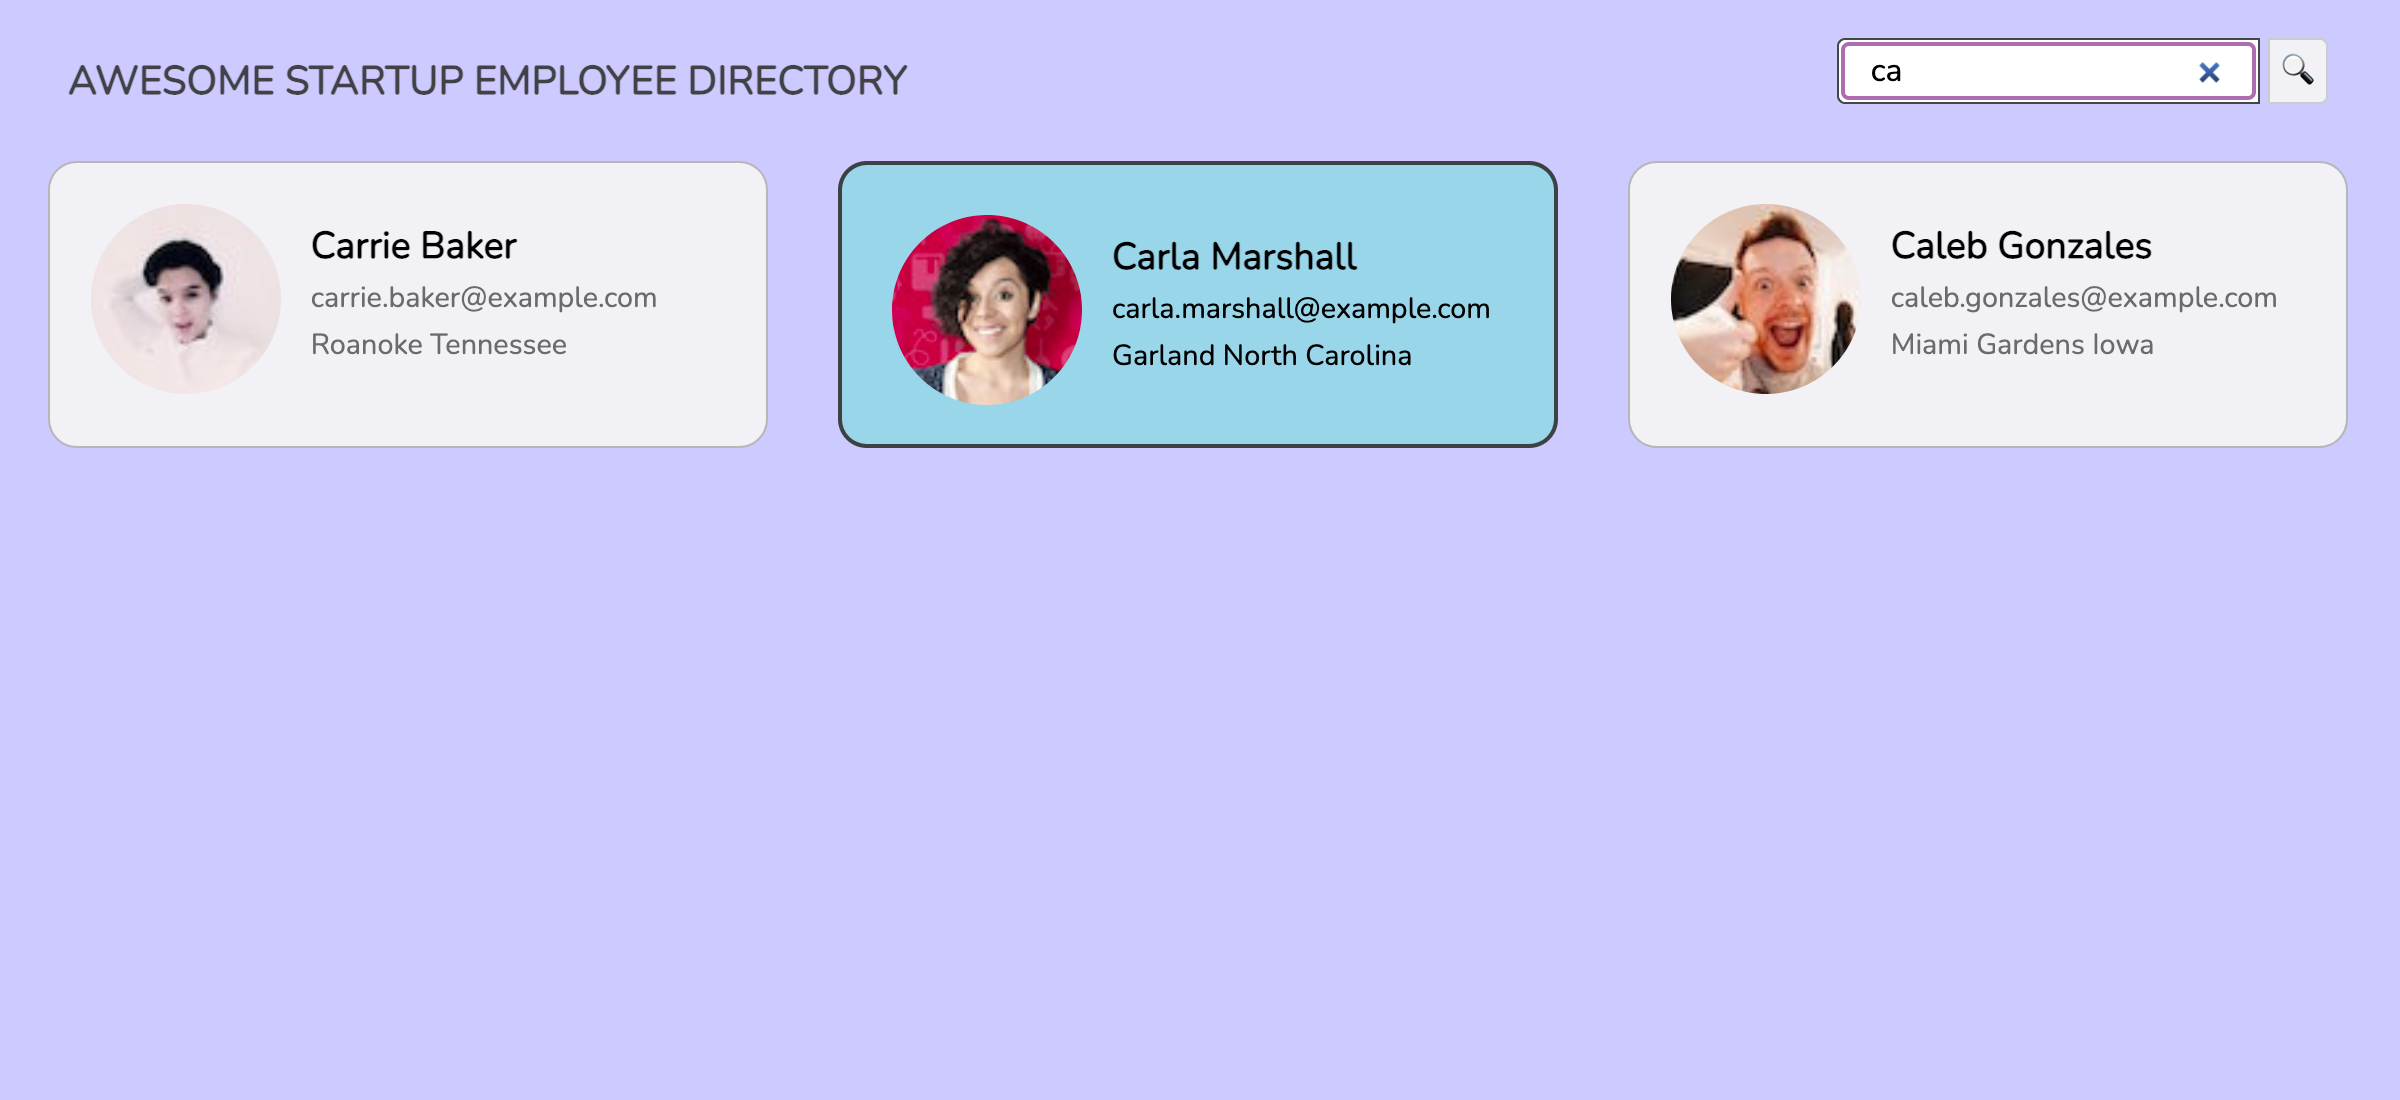 AWESOME STARTUP EMPLOYEE DIRECTORY
ca
Carrie Baker
carrie.baker@example.com
Roanoke Tennessee
Carla Marshall
carla.marshall@example.com
Garland North Carolina
Caleb Gonzales
caleb.gonzales@example.com
Miami Gardens Iowa